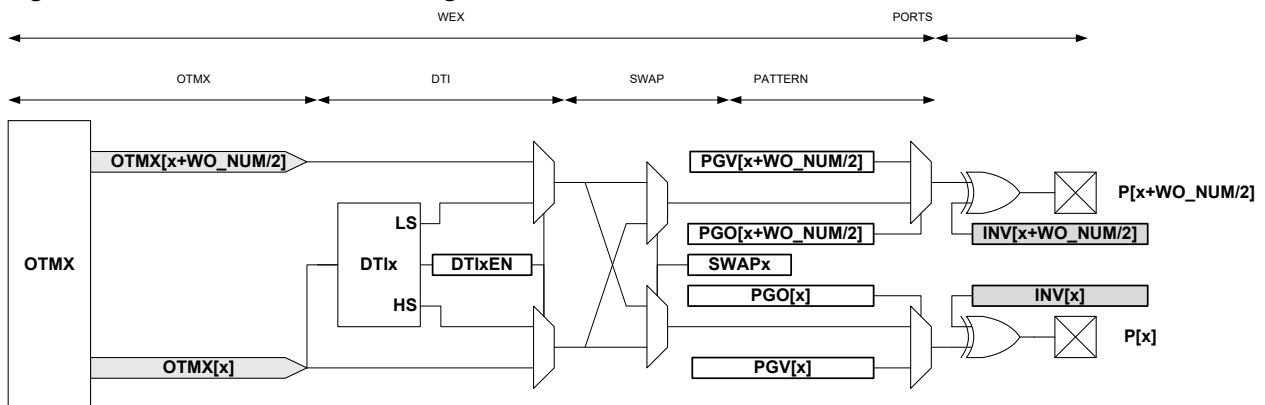 WEX PORTS
OTMX DTI SWAP PATTERN
OTMX[x+WO_NUM/2] PGV[x+WO_NUM/2]
P[x+WO_NUM/2]
LS
PGO[x+WO_NUM/2] INV[x+WO_NUM/2]
OTMX DTIx DTIxEN SWAPx
PGO[x] INV[x]
HS
P[x]
OTMX[x] PGV[x]